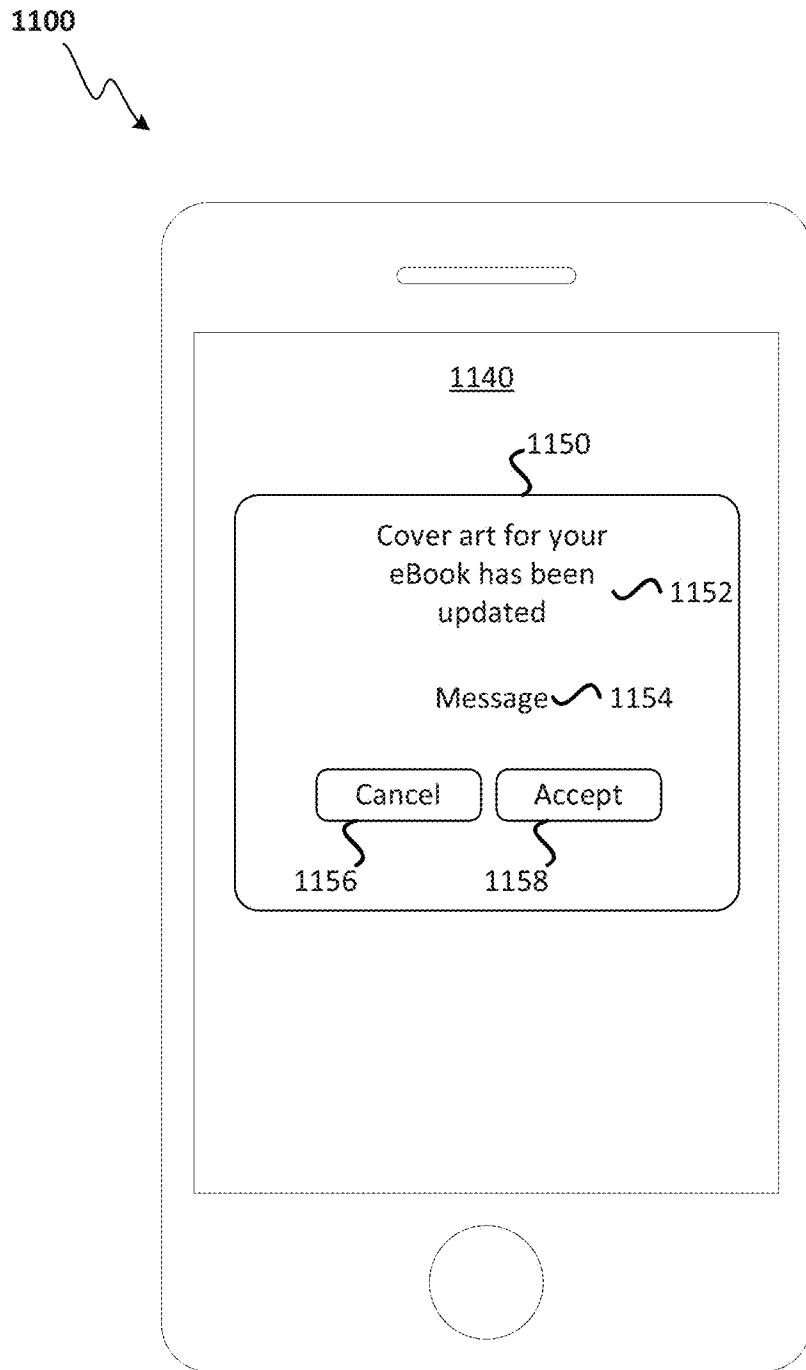 1100
1140
1150
Cover art for your
eBook has been
updated
1152
Message
1154
Cancel
Accept
1156
1158